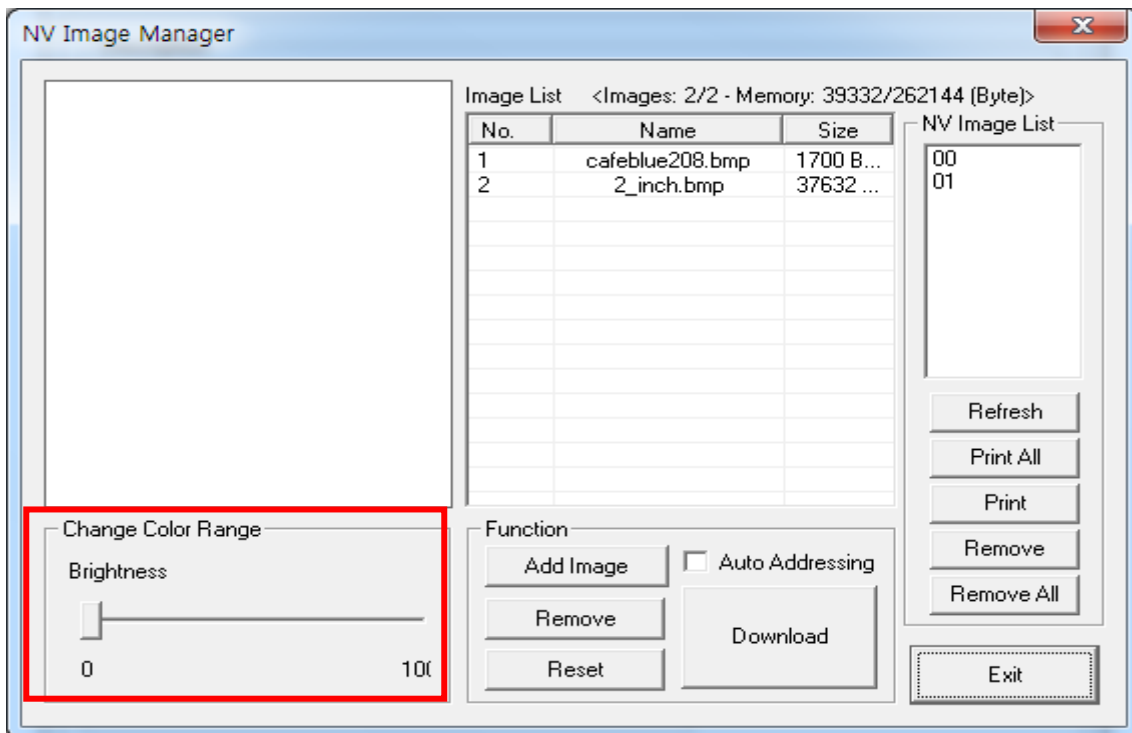 NV Image Manager
Image List <Images: 2/2 - Memory: 39332/262144 (Byte)>
No. Name Size
1 cafeblue208.bmp 1700 B...
2 2_inch.bmp 37632 ...
NV Image List
00
01
Refresh
Print All
Print
Remove
Remove All
Change Color Range
Brightness
0 100
Function
Add Image
Auto Addressing
Remove
Download
Reset
Exit